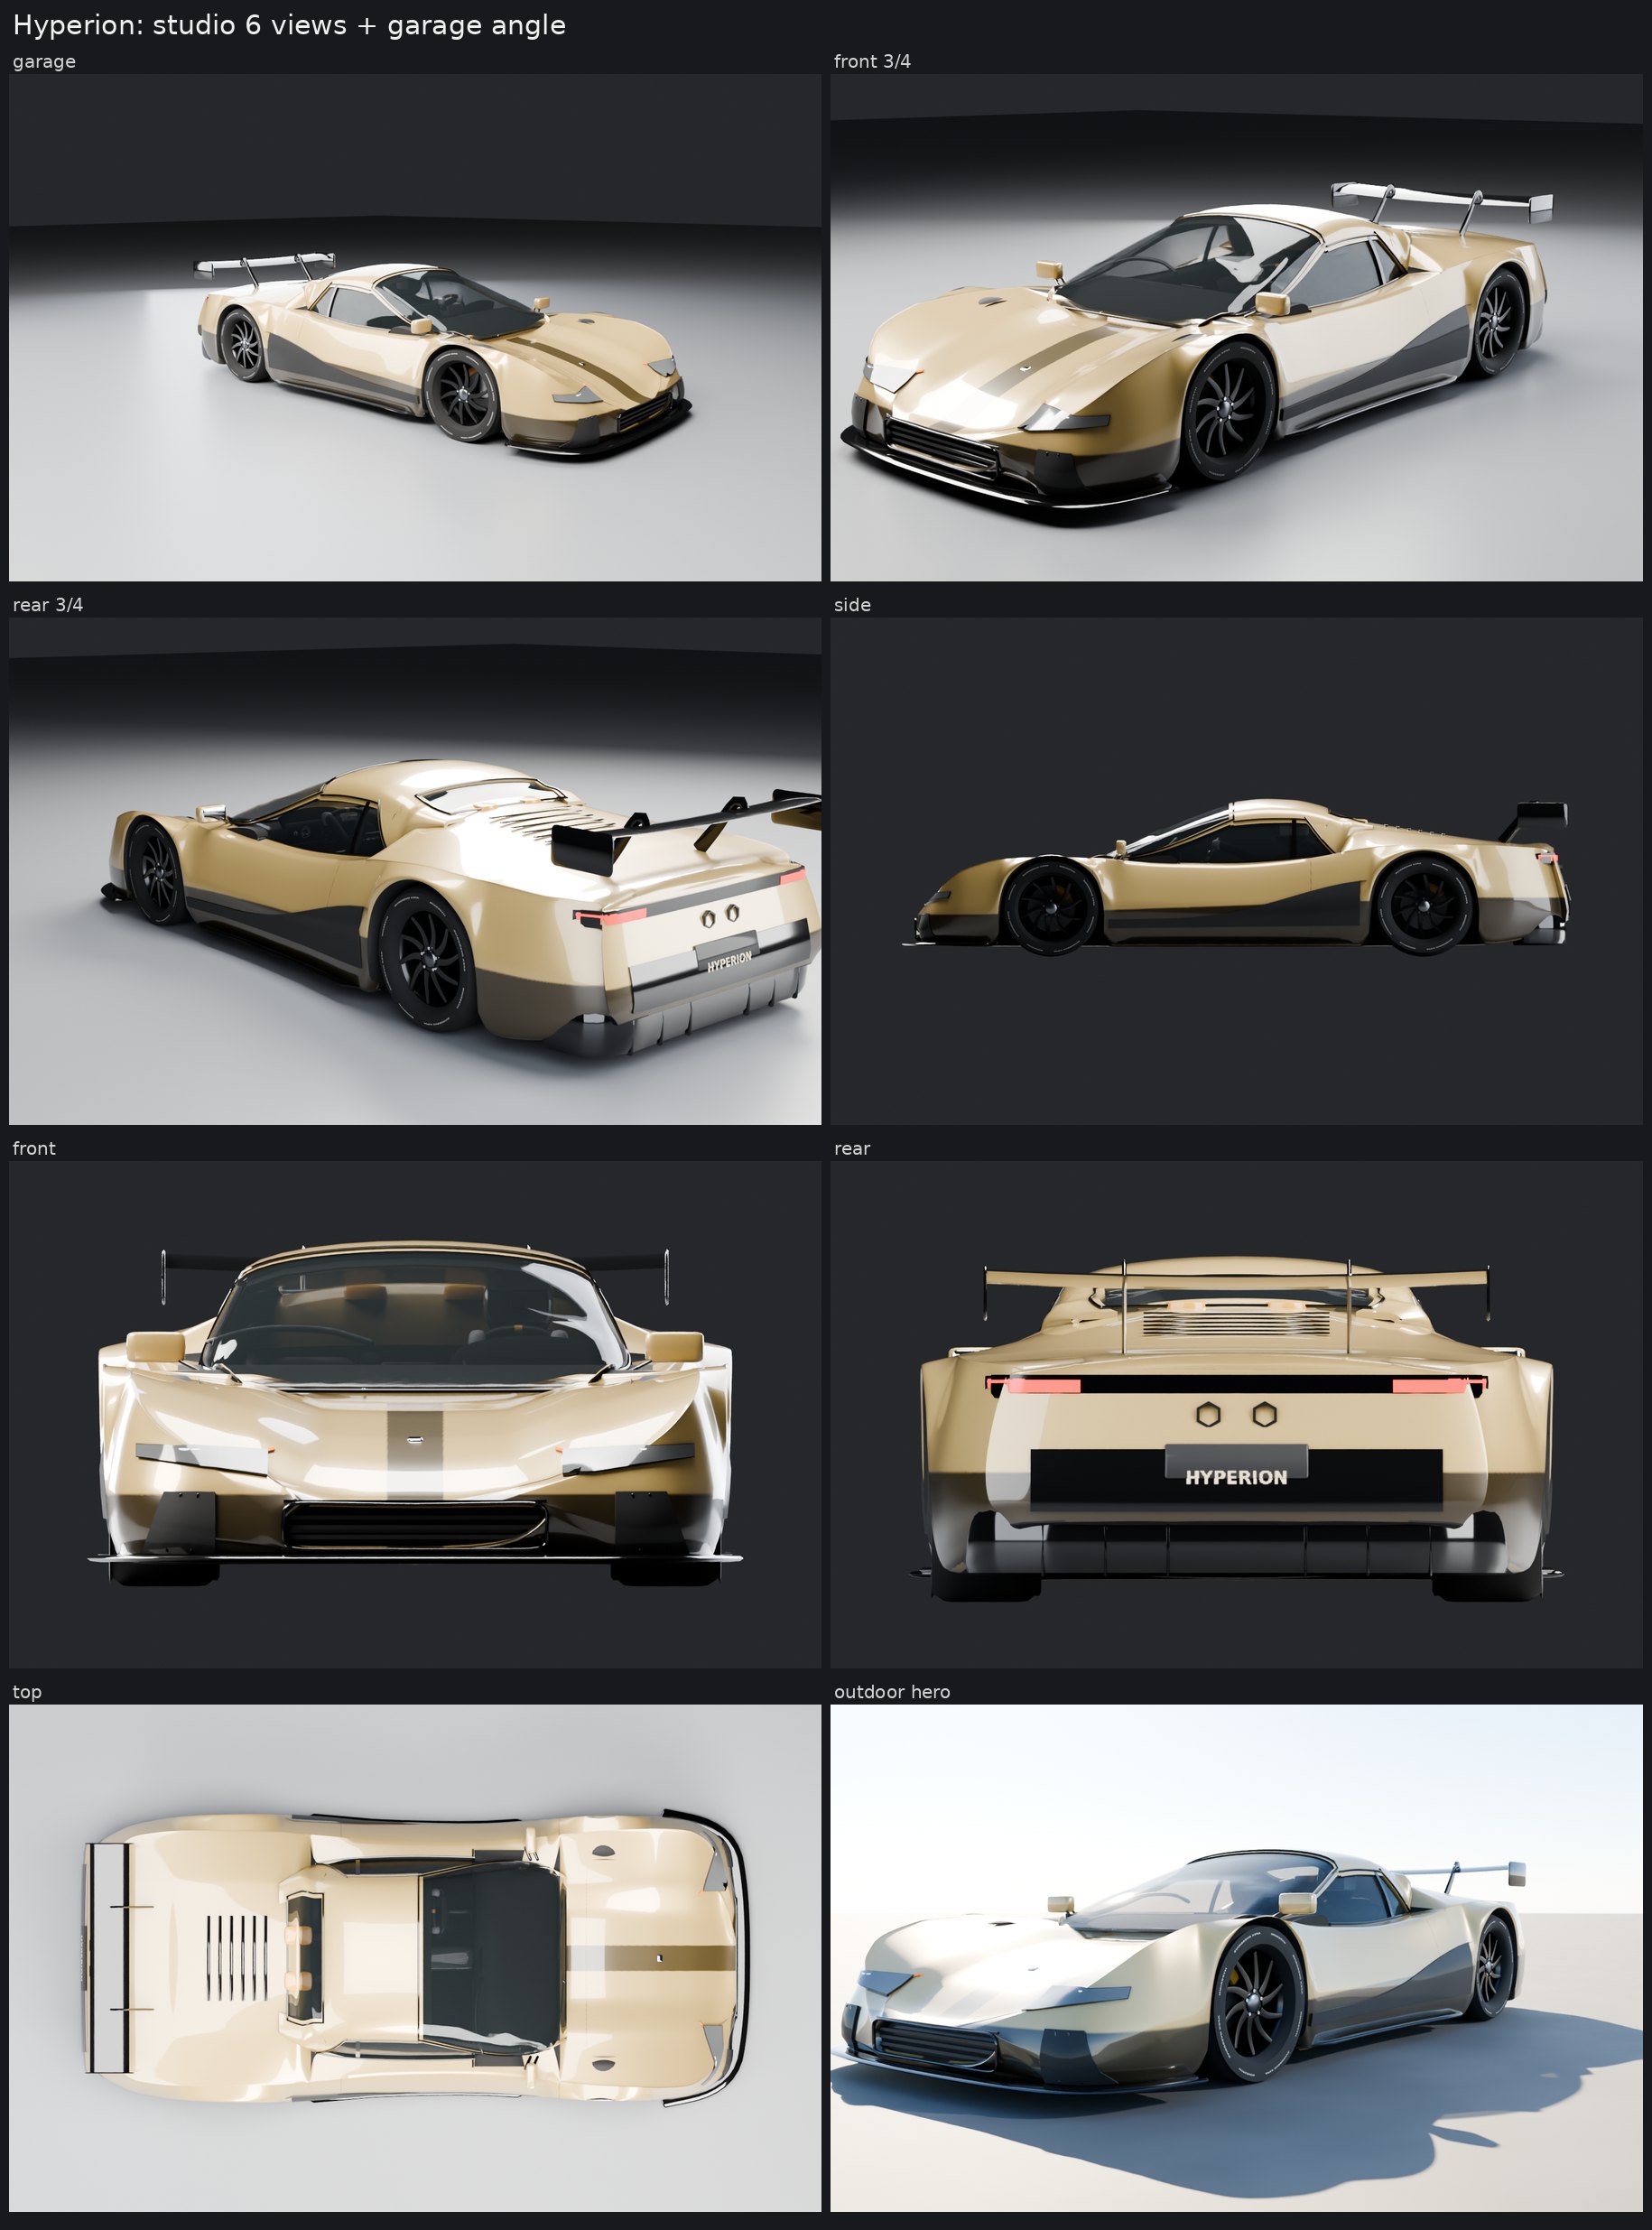 Hyperion: studio 6 views + garage angle
garage
front 3/4
rear 3/4
HYPERION
side
front
rear
HYPERION
top
outdoor hero